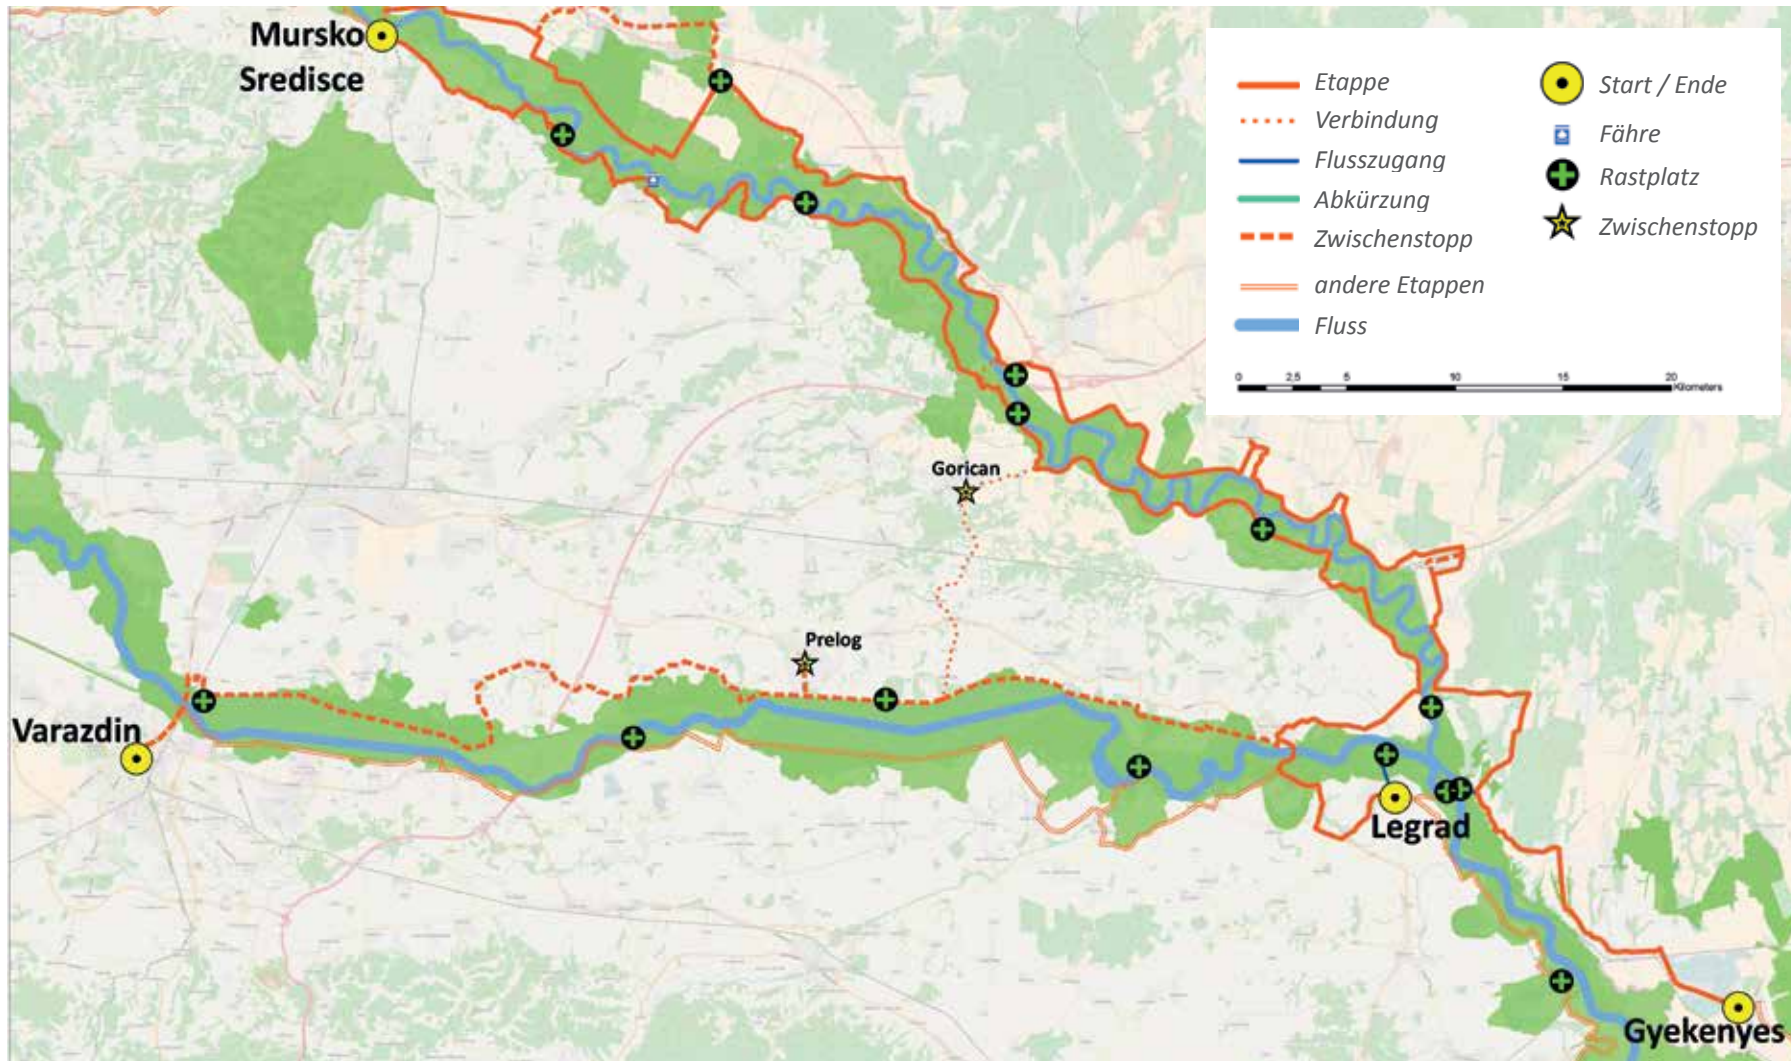 Mursko
Sredisce
Etappe
Verbindung
Flusszugang
Abkürzung
Zwischenstopp
andere Etappen
Fluss
Start / Ende
Fähre
Rastplatz
Zwischenstopp
0 2,5 5 10 15 20
Kilometers
Gorican
Prelog
Varazdin
Legrad
Gyekenyes